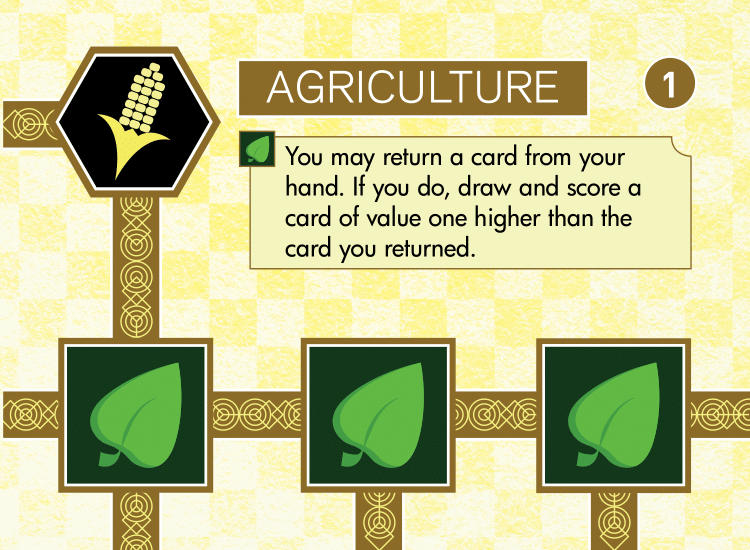 AGRICULTURE
1
You may return a card from your
hand. If you do, draw and score a
card of value one higher than the
card you returned.